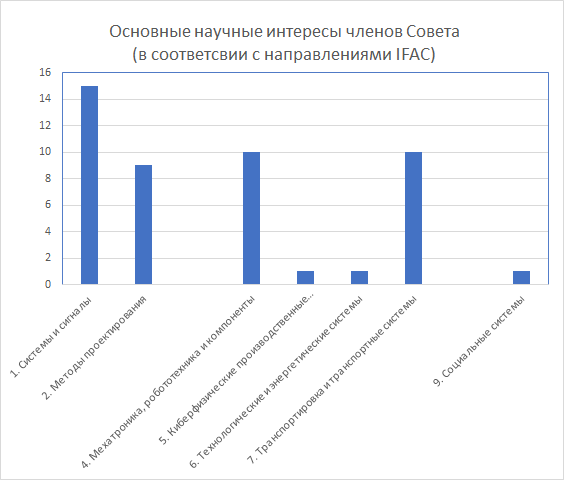 Основные научные интересы членов Совета
(в соответсвии с направлениями IFAC)
16
14
12
10
8
6
4
2
0
1. Системы и сигналы
2. Методы проектирования
4. Мехатроника, робототехника и компоненты
5. Киберфизические производственные…
6. Технологические и энергетические системы
7. Транспортировка и транспортные системы
9. Социальные системы